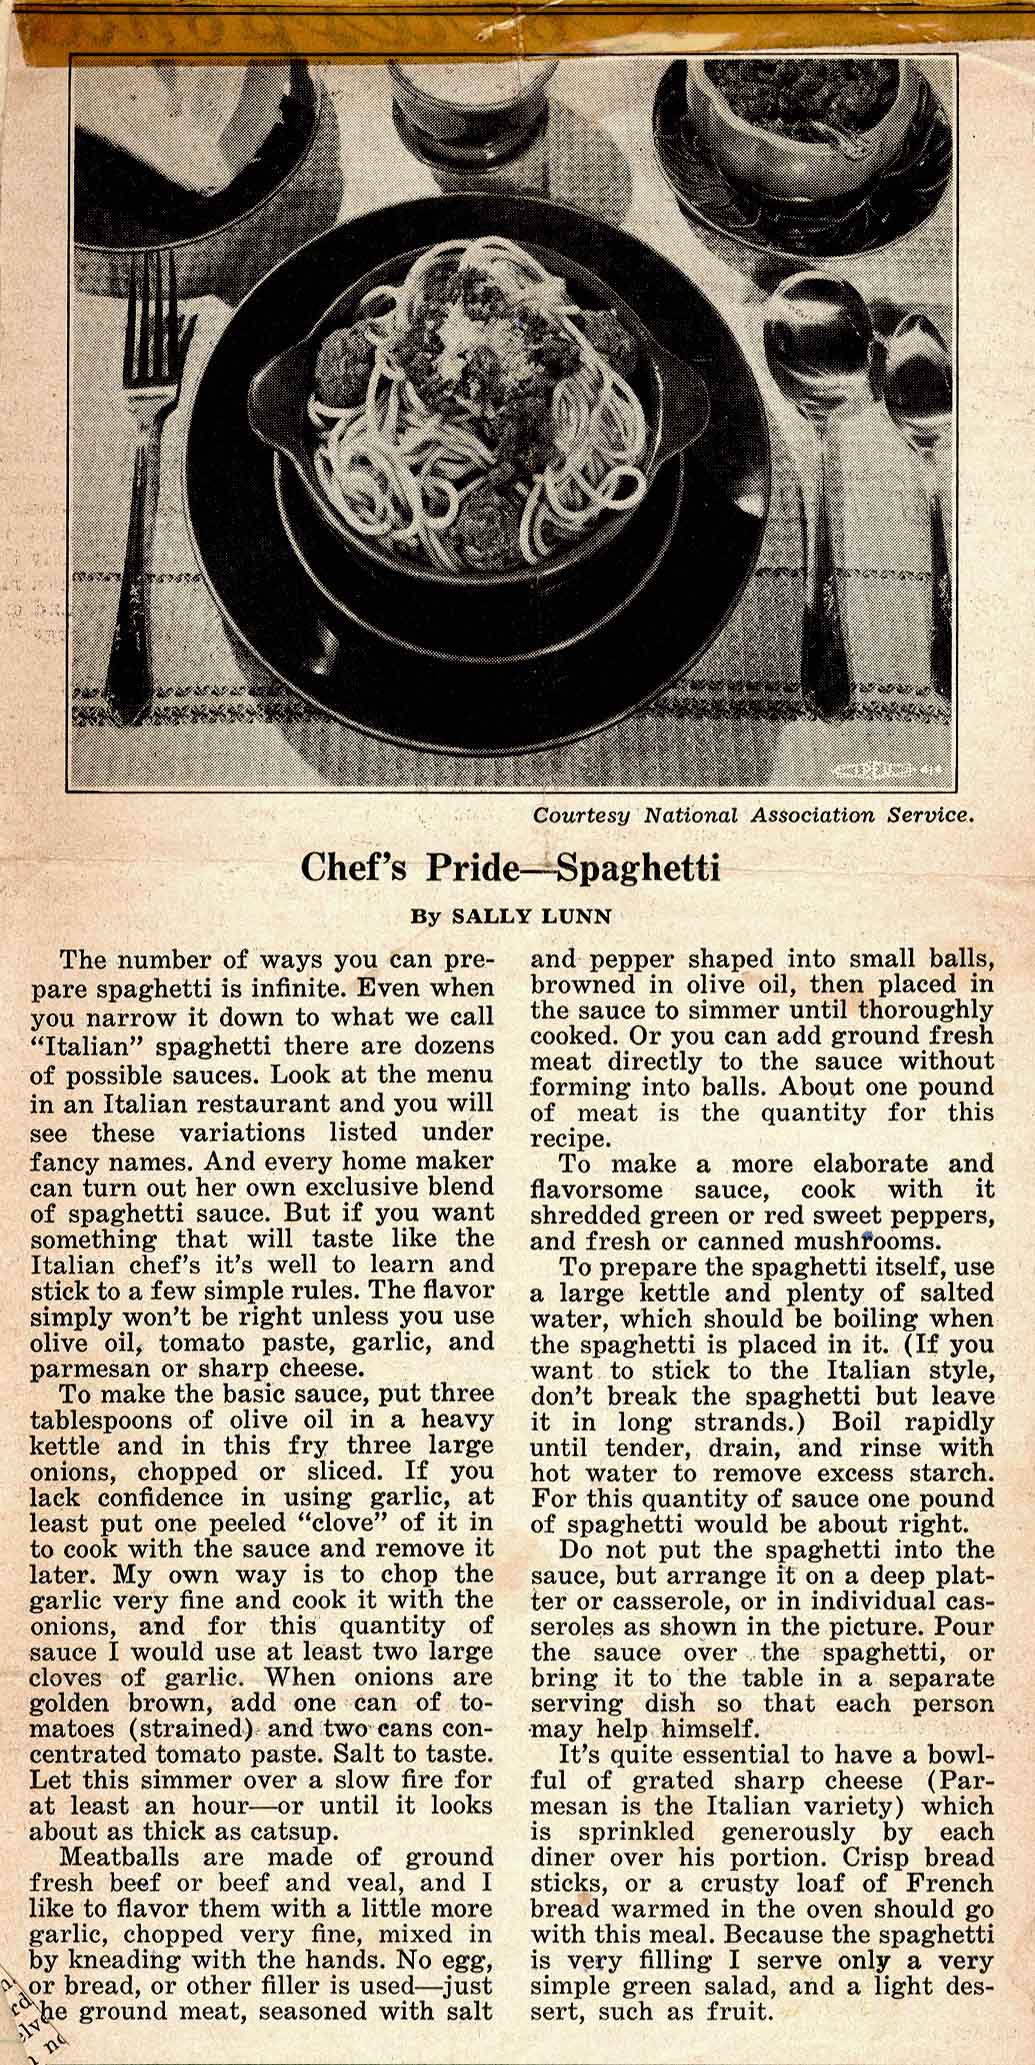 Courtesy National Association Service.
Chef's Pride—Spaghetti
By SALLY LUNN
The number of ways you can pre-
pare spaghetti is infinite. Even when
you narrow it down to what we call
“Italian” spaghetti there are dozens
of possible sauces. Look at the menu
in an Italian restaurant and you will
see these variations listed under
fancy names. And every home maker
can turn out her own exclusive blend
of spaghetti sauce. But if you want
something that will taste like the
Italian chef's it's well to learn and
stick to a few simple rules. The flavor
simply won't be right unless you use
olive oil, tomato paste, garlic, and
parmesan or sharp cheese.
To make the basic sauce, put three
tablespoons of olive oil in a heavy
kettle and in this fry three large
onions, chopped or sliced. If you
lack confidence in using garlic, at
least put one peeled “clove” of it in
to cook with the sauce and remove it
later. My own way is to chop the
garlic very fine and cook it with the
onions, and for this quantity of
sauce I would use at least two large
cloves of garlic. When onions are
golden brown, add one can of to-
matoes (strained) and two cans con-
centrated tomato paste. Salt to taste.
Let this simmer over a slow fire for
at least an hour—or until it looks
about as thick as catsup.
Meatballs are made of ground
fresh beef or beef and veal, and I
like to flavor them with a little more
garlic, chopped very fine, mixed in
by kneading with the hands. No egg,
or bread, or other filler is used—just
he ground meat, seasoned with salt
and pepper shaped into small balls,
browned in olive oil, then placed in
the sauce to simmer until thoroughly
cooked. Or you can add ground fresh
meat directly to the sauce without
forming into balls. About one pound
of meat is the quantity for this
recipe.
To make a more elaborate and
flavorsome sauce, cook with it
shredded green or red sweet peppers,
and fresh or canned mushrooms.
To prepare the spaghetti itself, use
a large kettle and plenty of salted
water, which should be boiling when
the spaghetti is placed in it. (If you
want to stick to the Italian style,
don't break the spaghetti but leave
it in long strands.) Boil rapidly
until tender, drain, and rinse with
hot water to remove excess starch.
For this quantity of sauce one pound
of spaghetti would be about right.
Do not put the spaghetti into the
sauce, but arrange it on a deep plat-
ter or casserole, or in individual cas-
seroles as shown in the picture. Pour
the sauce over the spaghetti, or
bring it to the table in a separate
serving dish so that each person
may help himself.
It's quite essential to have a bowl-
ful of grated sharp cheese (Par-
mesan is the Italian variety) which
is sprinkled generously by each
diner over his portion. Crisp bread
sticks, or a crusty loaf of French
bread warmed in the oven should go
with this meal. Because the spaghetti
is very filling I serve only a very
simple green salad, and a light des-
sert, such as fruit.